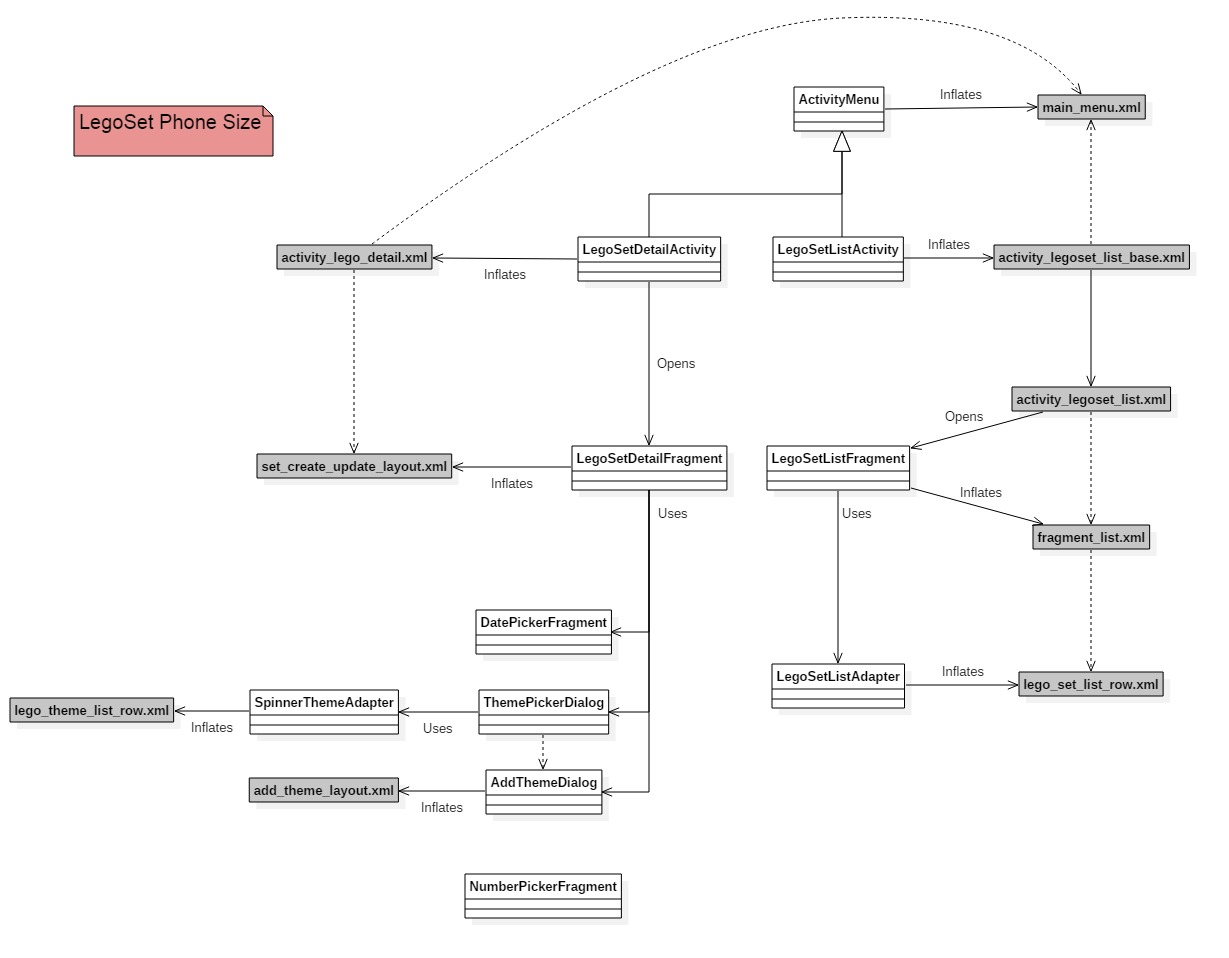 ActivityMenu
Inflates
main_menu.xml
LegoSet Phone Size
activity_lego_detail.xml
Inflates
LegoSetDetailActivity
LegoSetListActivity
Inflates
activity_legoset_list_base.xml
Opens
activity_legoset_list.xml
Opens
set_create_update_layout.xml
Inflates
LegoSetDetailFragment
LegoSetListFragment
Inflates
Uses
Uses
fragment_list.xml
DatePickerFragment
LegoSetListAdapter
Inflates
lego_set_list_row.xml
lego_theme_list_row.xml
Inflates
SpinnerThemeAdapter
Uses
ThemePickerDialog
add_theme_layout.xml
Inflates
AddThemeDialog
NumberPickerFragment